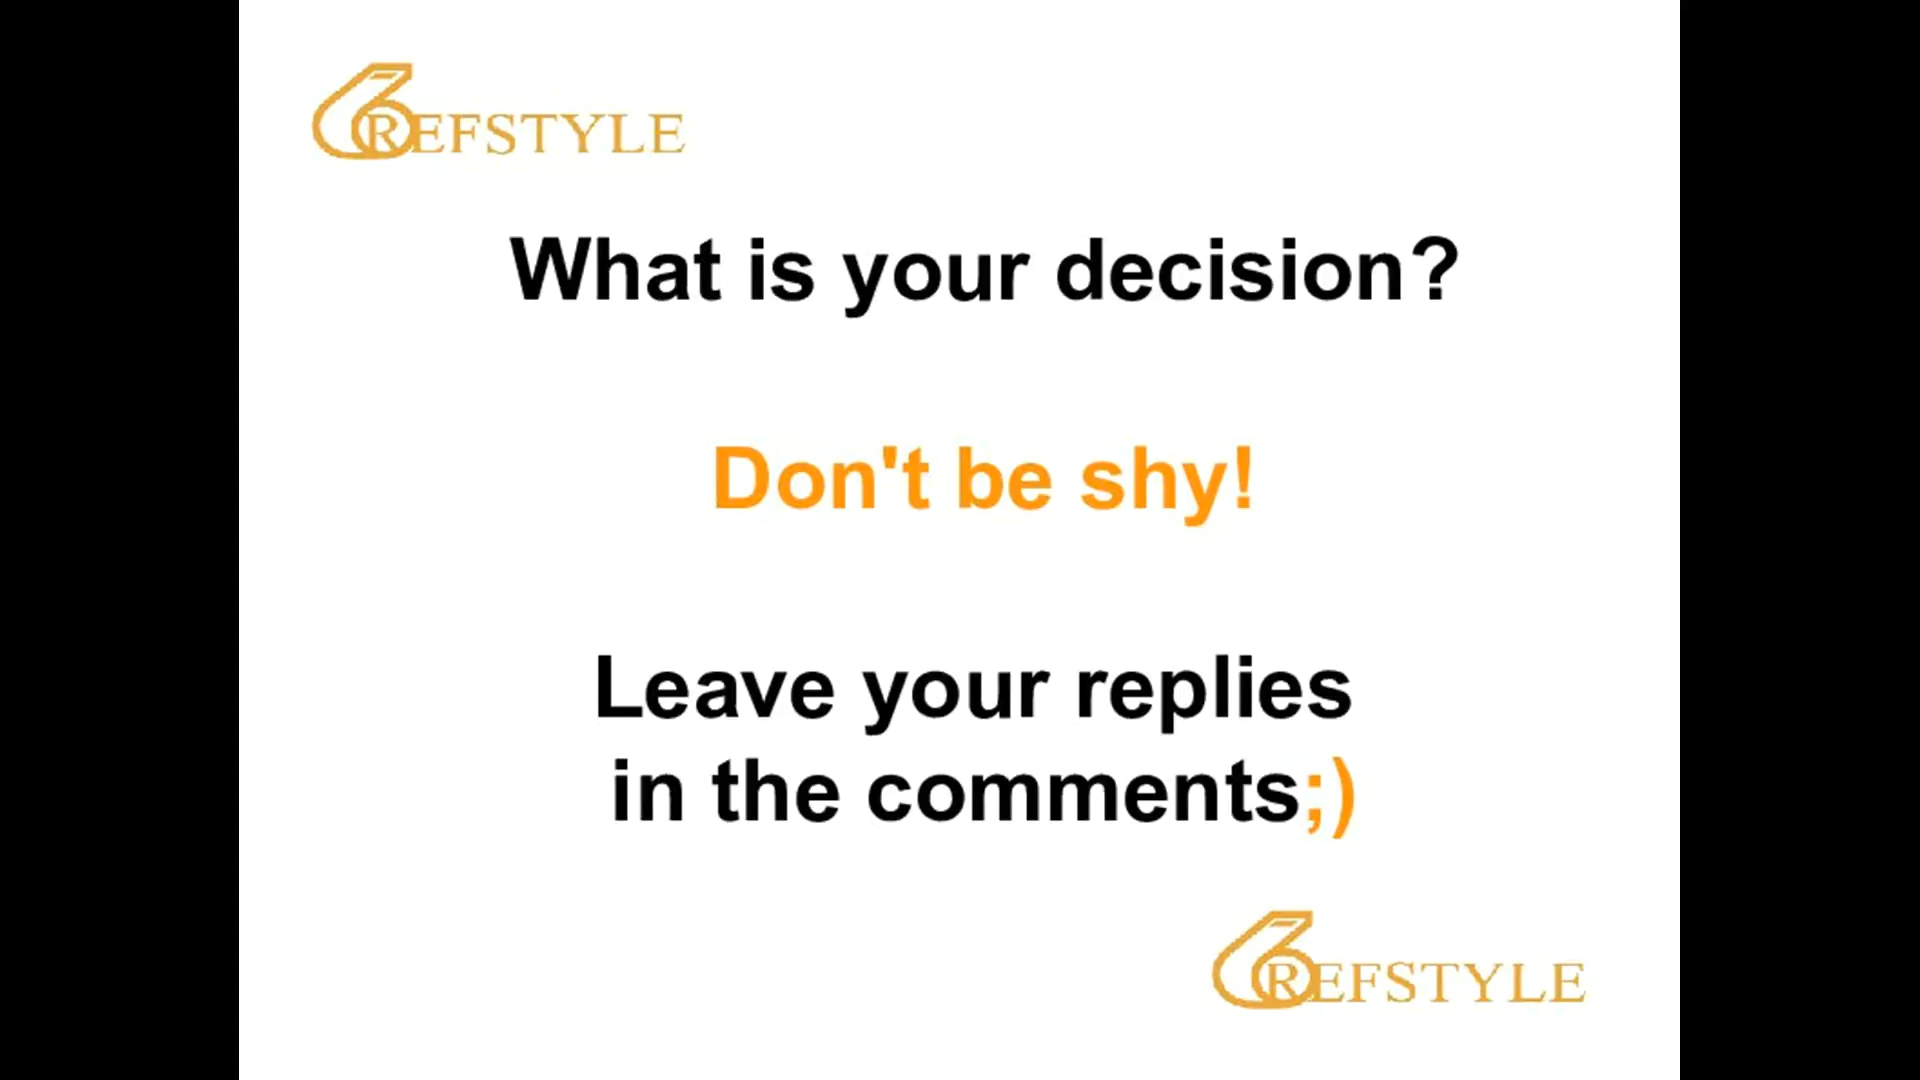 REFSTYLE
What is your decision?
Don't be shy!
Leave your replies
in the comments;)
REFSTYLE